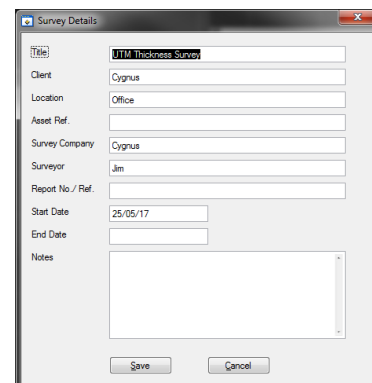 Survey Details
Title UTM Thickness Survey
Client Cygnus
Location Office
Asset Ref.
Survey Company Cygnus
Surveyor Jim
Report No./ Ref.
Start Date 25/05/17
End Date
Notes
Save Cancel